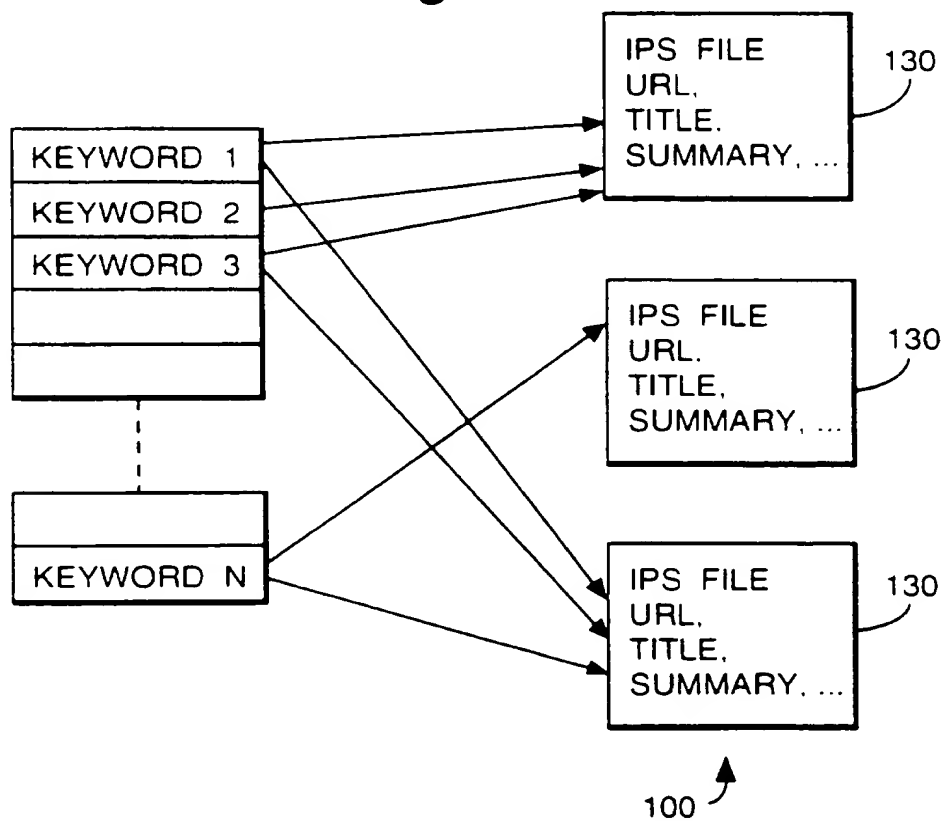 KEYWORD 1
KEYWORD 2
KEYWORD 3
KEYWORD N
IPS FILE
URL,
TITLE.
SUMMARY, ...
130
IPS FILE
URL.
TITLE,
SUMMARY, ...
130
IPS FILE
URL,
TITLE,
SUMMARY, ...
130
100